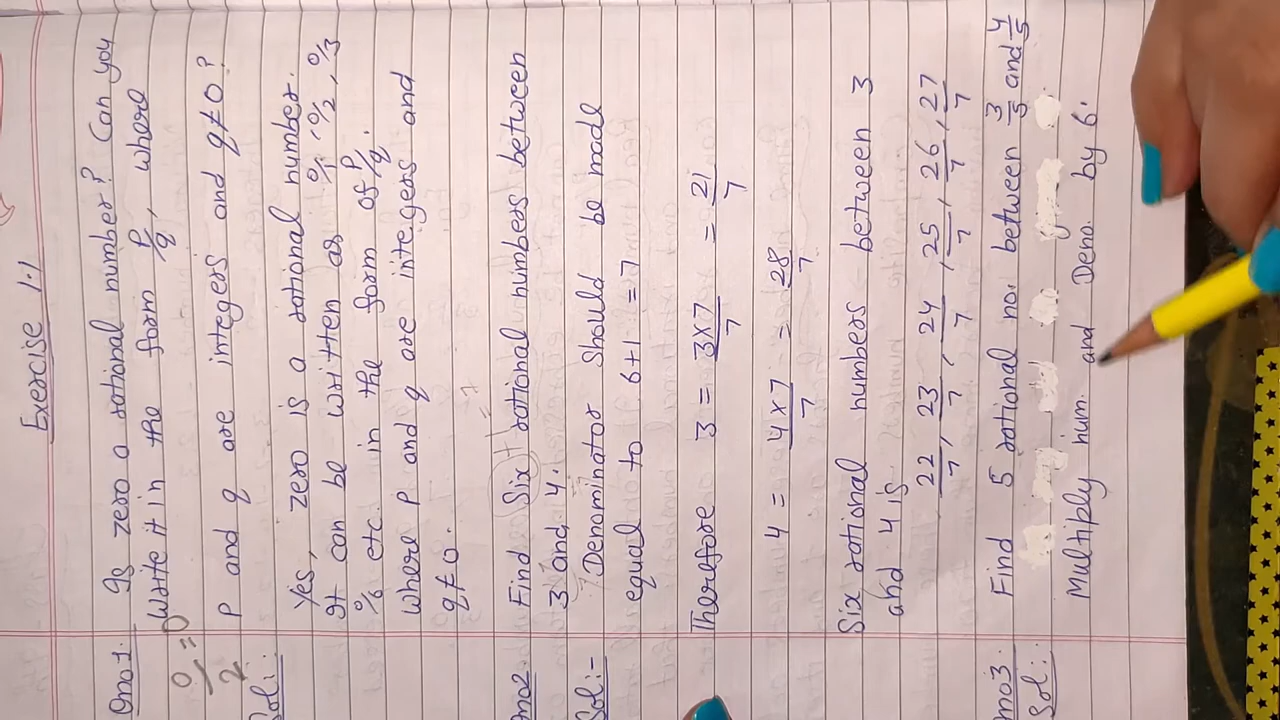 Exercise 1.1
Qno1. Is zero a rational number? Can you
write it in the form p/q, where
p and q are integers and q≠0?
0/2 = 0
Sol:- Yes, zero is a rational number.
It can be written as 0/1, 0/2, 0/3
0/6 etc. in the form of p/q.
where p and q are integers and
q≠0.
no2 Find Six rational numbers between
3 and 4.
Sol:- Denominator should be made
equal to 6+1=7
Therefore 3 = 3×7/7 = 21/7
4 = 4×7/7 = 28/7
Six rational numbers between 3
and 4 is
22/7, 23/7, 24/7, 25/7, 26/7, 27/7
no3. Find 5 rational no. between 3/5 and 4/5
Sol:
Multiply num. and Deno. by 6.